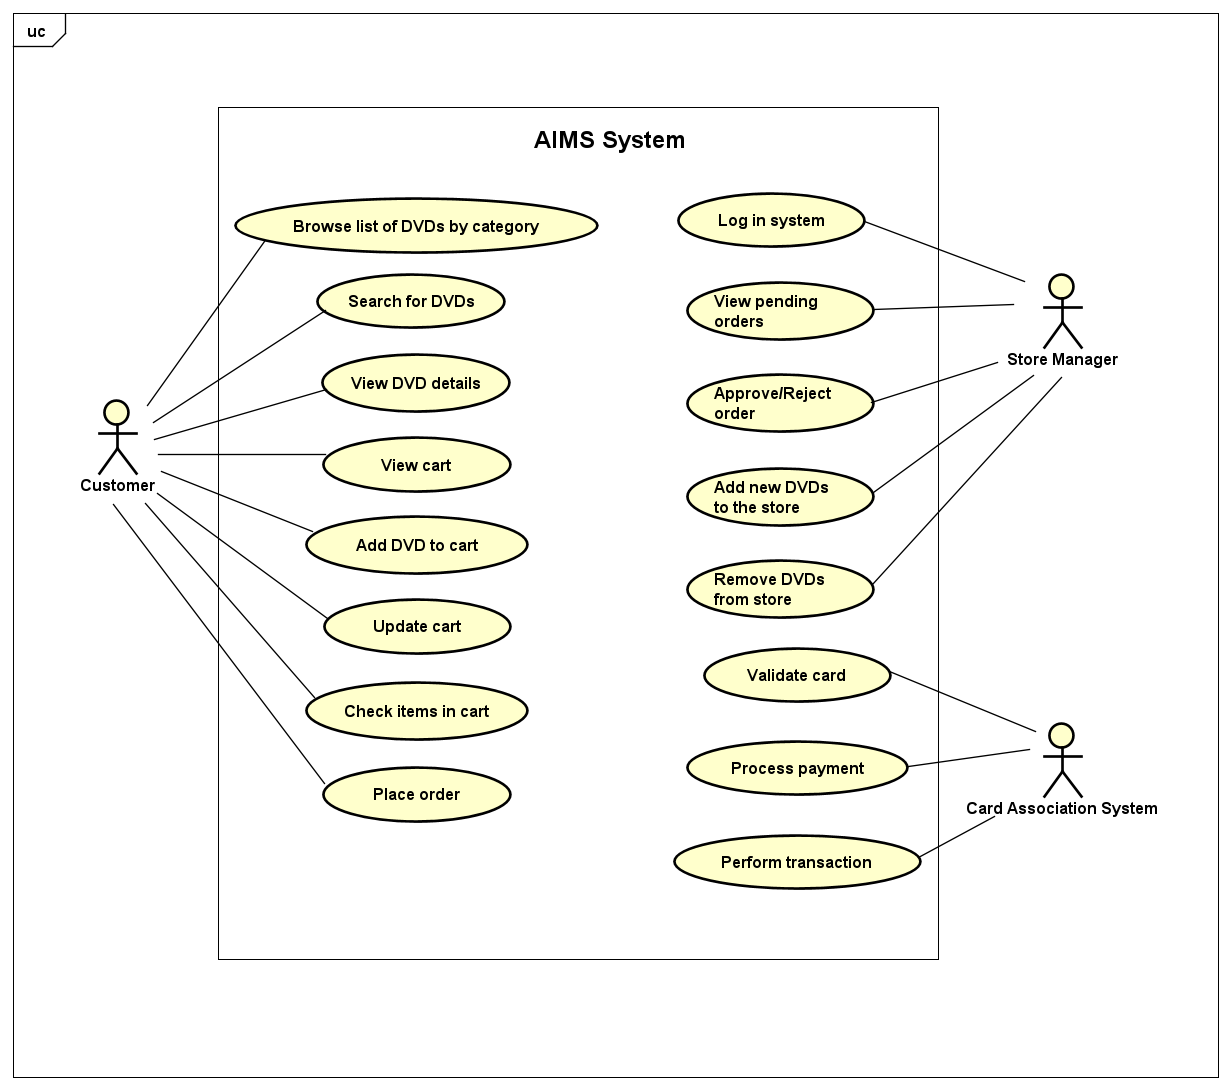 uc
AIMS System
Browse list of DVDs by category
Search for DVDs
View DVD details
View cart
Add DVD to cart
Update cart
Check items in cart
Place order
Customer
Log in system
View pending
orders
Approve/Reject
order
Add new DVDs
to the store
Remove DVDs
from store
Validate card
Process payment
Perform transaction
Store Manager
Card Association System